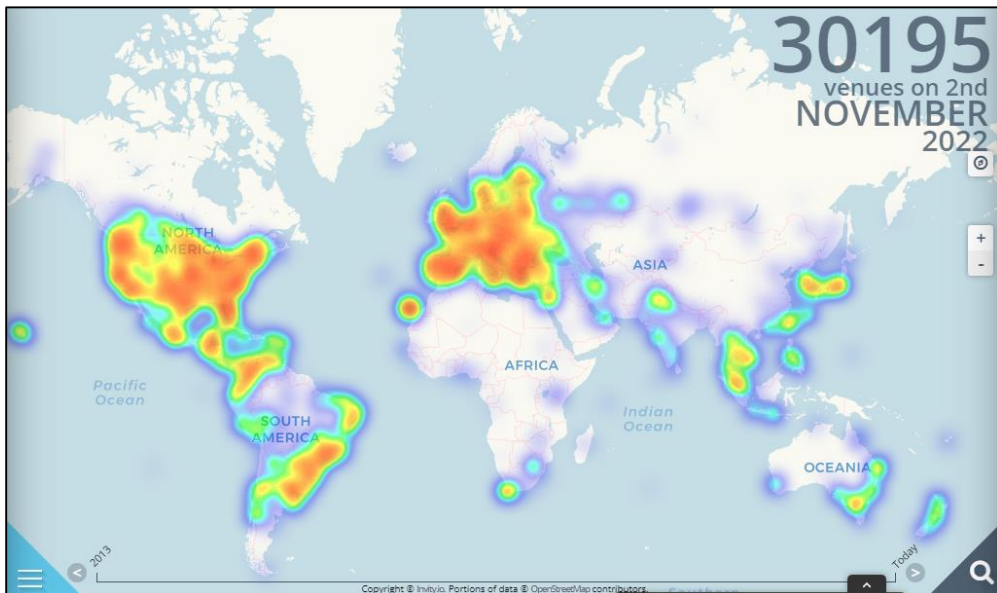 30195
venues on 2nd
NOVEMBER
2022
NORTH
AMERICA
ASIA
+
-
Pacific
Ocean
AFRICA
Indian
Ocean
SOUTH
AMERICA
OCEANIA
2013
Today
Copyright © Invity.io. Portions of data © OpenStreetMap contributors.
Southern